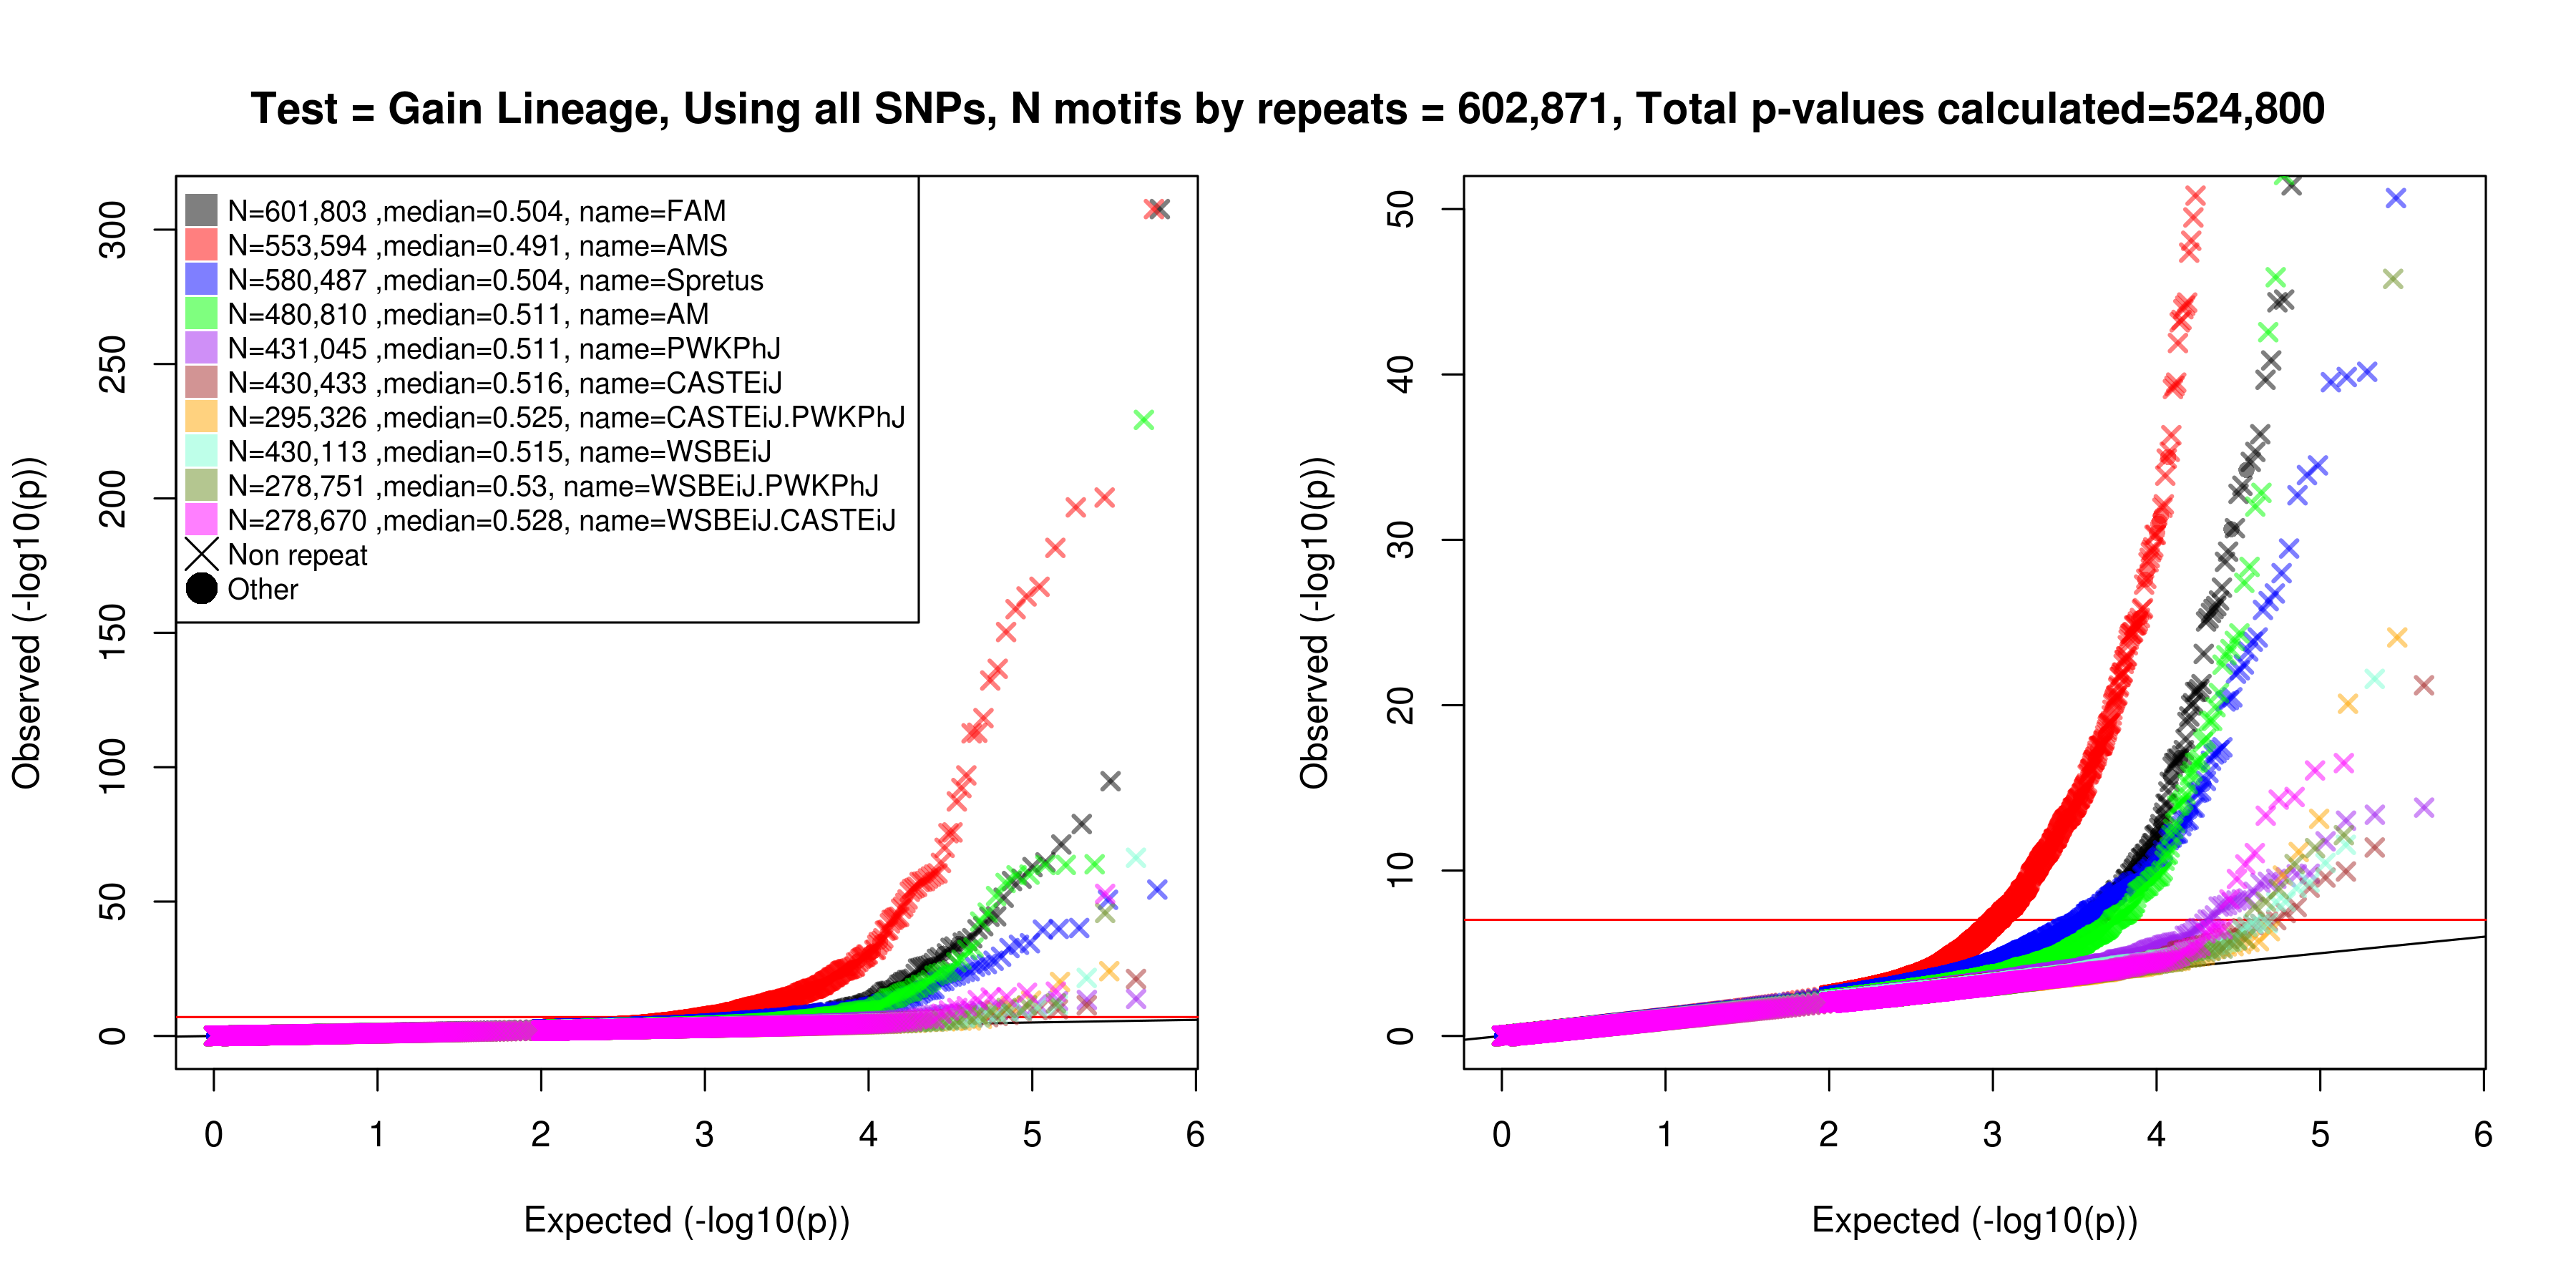 Test = Gain Lineage, Using all SNPs, N motifs by repeats = 602,871, Total p-values calculated=524,800
N=601,803 ,median=0.504, name=FAM
N=553,594 ,median=0.491, name=AMS
N=580,487 ,median=0.504, name=Spretus
N=480,810 ,median=0.511, name=AM
N=431,045 ,median=0.511, name=PWKPhJ
N=430,433 ,median=0.516, name=CASTEiJ
N=295,326 ,median=0.525, name=CASTEiJ.PWKPhJ
N=430,113 ,median=0.515, name=WSBEiJ
N=278,751 ,median=0.53, name=WSBEiJ.PWKPhJ
N=278,670 ,median=0.528, name=WSBEiJ.CASTEiJ
Non repeat
Other
Observed (-log10(p))
300
250
200
150
100
50
0
0 1 2 3 4 5 6
Expected (-log10(p))
Observed (-log10(p))
50
40
30
20
10
0
0 1 2 3 4 5 6
Expected (-log10(p))